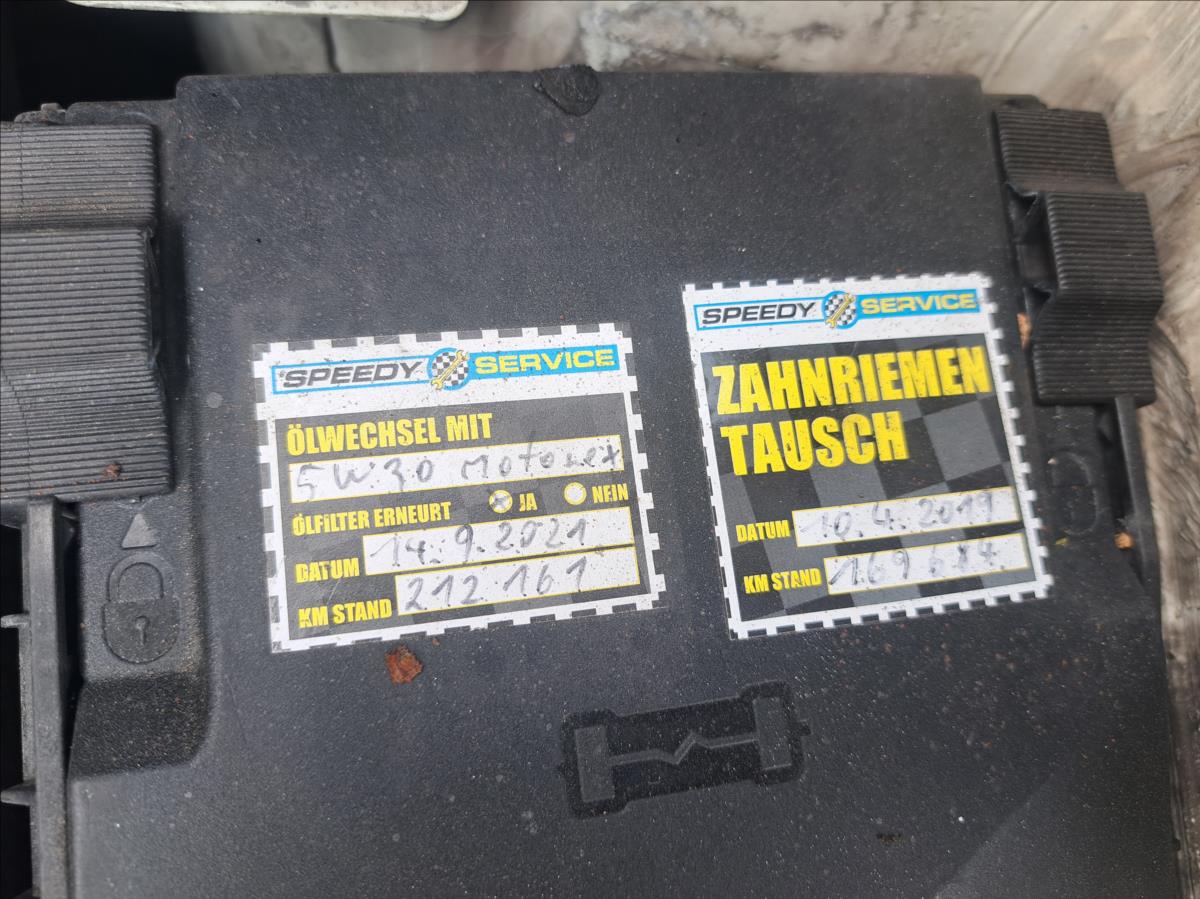 SPEEDY SERVICE
ÖLWECHSEL MIT
5W30 Motorex
ÖLFILTER ERNEURT JA NEIN
DATUM 14.9.2021
KM STAND 212 161
SPEEDY SERVICE
ZAHNRIEMEN
TAUSCH
DATUM 10.4.2019
KM STAND 169 684